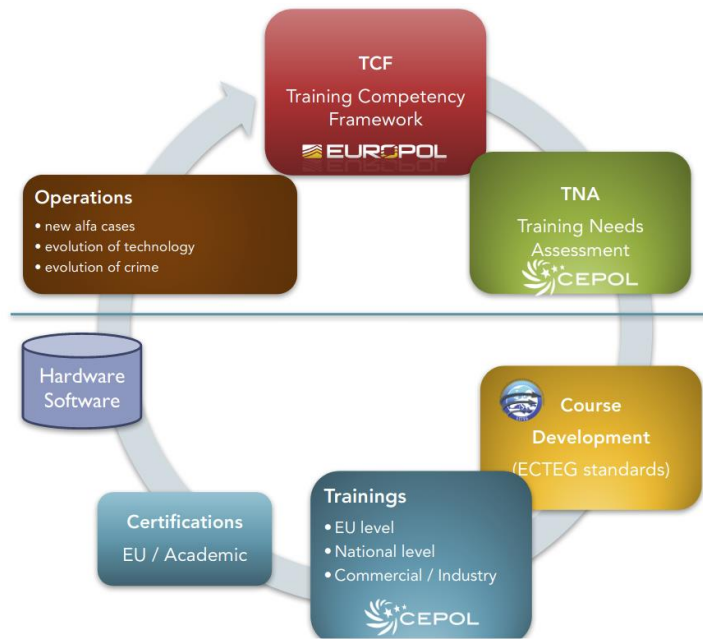 TCF
Training Competency
Framework
EUROPOL
Operations
• new alfa cases
• evolution of technology
• evolution of crime
TNA
Training Needs
Assessment
CEPOL
Hardware
Software
Course
Development
(ECTEG standards)
Trainings
• EU level
• National level
• Commercial / Industry
CEPOL
Certifications
EU / Academic